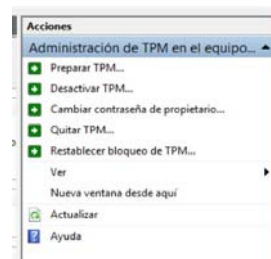 Acciones
Administración de TPM en el equipo...
Preparar TPM...
Desactivar TPM...
Cambiar contraseña de propietario...
Quitar TPM...
Restablecer bloqueo de TPM...
Ver
Nueva ventana desde aquí
Actualizar
Ayuda